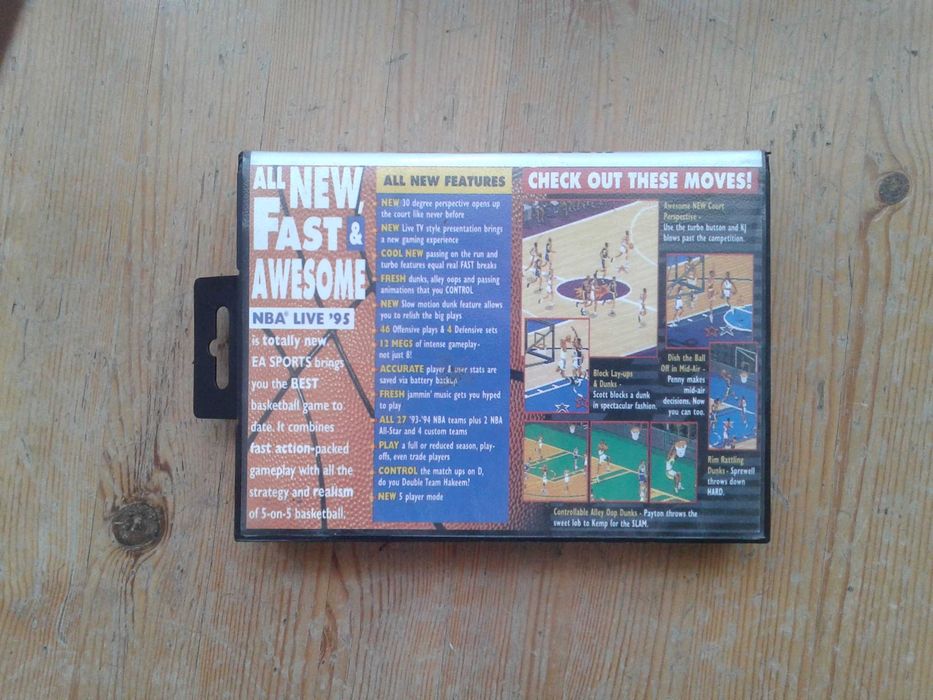 ALL NEW,
FAST &
AWESOME
NBA® LIVE '95
is totally new.
EA SPORTS brings
you the BEST
basketball game to
date. It combines
fast action-packed
gameplay with all the
strategy and realism
of 5-on-5 basketball.
ALL NEW FEATURES
NEW 30 degree perspective opens up
the court like never before
NEW Live TV style presentation brings
a new gaming experience
COOL NEW passing on the run and
turbo features equal real FAST breaks
FRESH dunks, alley oops and passing
animations that you CONTROL
NEW Slow motion dunk feature allows
you to relish the big plays
46 Offensive plays & 4 Defensive sets
12 MEGS of intense gameplay-
not just 8!
ACCURATE player & user stats are
saved via battery backup
FRESH jammin' music gets you hyped
to play
ALL 27 '93-'94 NBA teams plus 2 NBA
All-Star and 4 custom teams
PLAY a full or reduced season, play-
offs, even trade players
CONTROL the match ups on D,
do you Double Team Hakeem?
NEW 5 player mode
CHECK OUT THESE MOVES!
Awesome NEW Court
Perspective -
Use the turbo button and KJ
blows past the competition.
Block Lay-ups
& Dunks -
Scott blocks a dunk
in spectacular fashion.
Dish the Ball
Off in Mid-Air -
Penny makes
mid-air
decisions. Now
you can too.
Rim Rattling
Dunks - Sprewell
throws down
HARD.
Controllable Alley Oop Dunks - Payton throws the
sweet lob to Kemp for the SLAM.